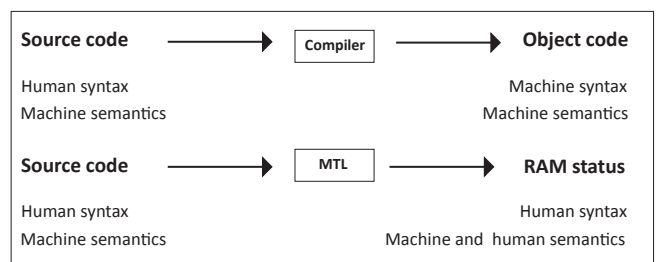 Source code Compiler Object code
Human syntax Machine syntax
Machine semantics Machine semantics
Source code MTL RAM status
Human syntax Human syntax
Machine semantics Machine and human semantics